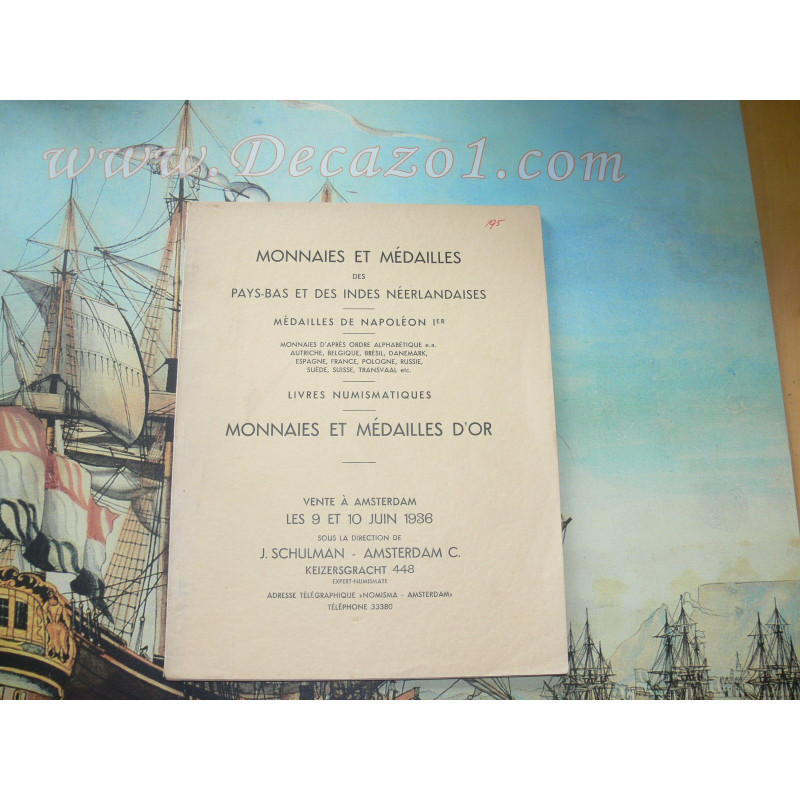 www.Decazo1.com
195
MONNAIES ET MÉDAILLES
DES
PAYS-BAS ET DES INDES NÉERLANDAISES
MÉDAILLES DE NAPOLÉON IER
MONNAIES D'APRÈS ORDRE ALPHABÉTIQUE e.a.
AUTRICHE, BELGIQUE, BRÉSIL, DANEMARK,
ESPAGNE, FRANCE, POLOGNE, RUSSIE,
SUÈDE, SUISSE, TRANSVAAL etc.
LIVRES NUMISMATIQUES
MONNAIES ET MÉDAILLES D'OR
VENTE À AMSTERDAM
LES 9 ET 10 JUIN 1936
SOUS LA DIRECTION DE
J. SCHULMAN - AMSTERDAM C.
KEIZERSGRACHT 448
EXPERT-NUMISMATE
ADRESSE TÉLÉGRAPHIQUE »NOMISMA - AMSTERDAM»
TÉLÉPHONE 33380